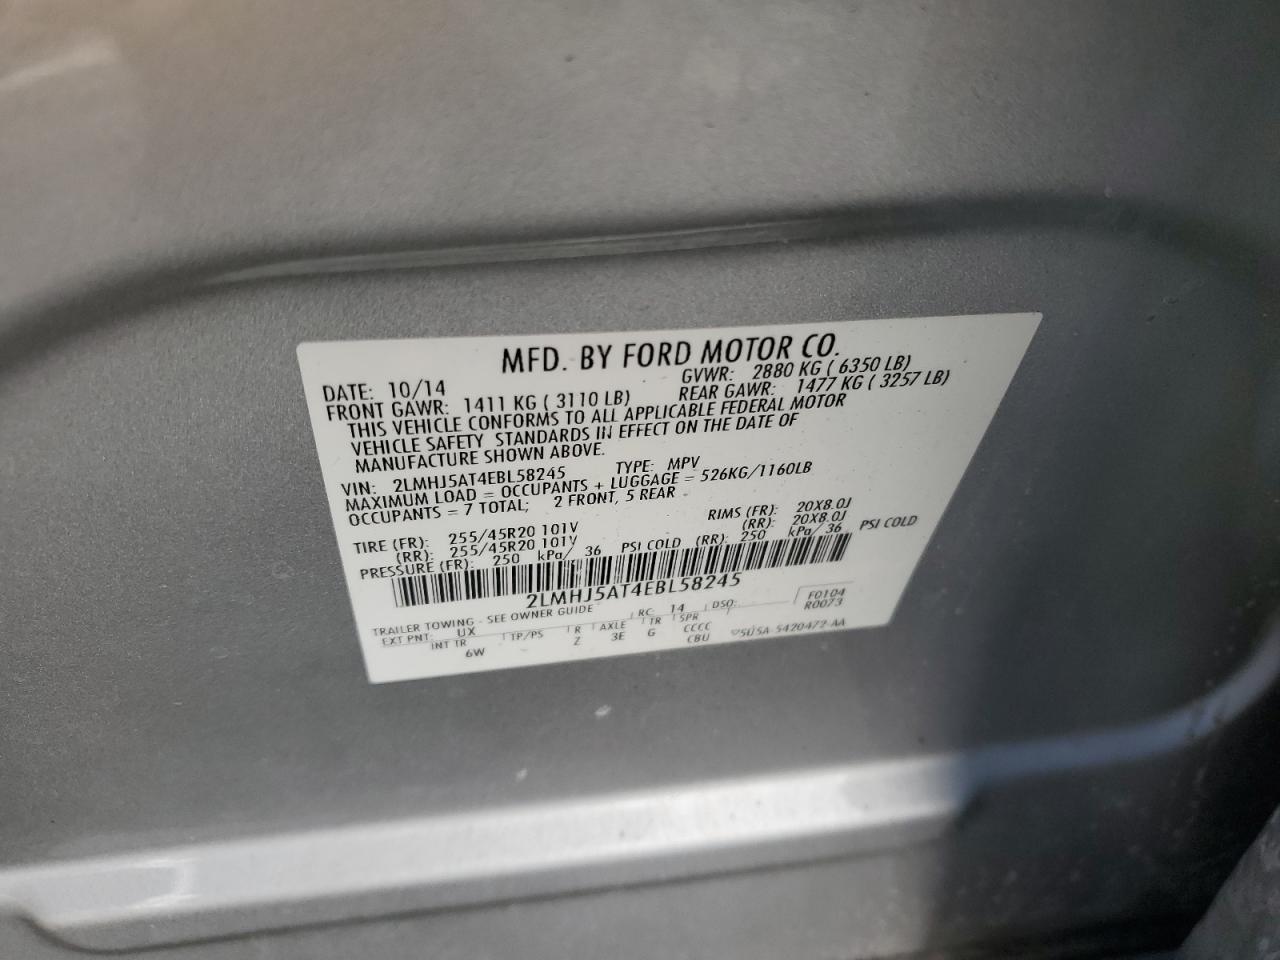 MFD. BY FORD MOTOR CO.
DATE: 10/14 GVWR: 2880 KG ( 6350 LB)
FRONT GAWR: 1411 KG ( 3110 LB) REAR GAWR: 1477 KG ( 3257 LB)
THIS VEHICLE CONFORMS TO ALL APPLICABLE FEDERAL MOTOR
VEHICLE SAFETY STANDARDS IN EFFECT ON THE DATE OF
MANUFACTURE SHOWN ABOVE.
VIN: 2LMHJ5AT4EBL58245 TYPE: MPV
MAXIMUM LOAD = OCCUPANTS + LUGGAGE = 526KG/1160LB
OCCUPANTS = 7 TOTAL; 2 FRONT, 5 REAR
TIRE (FR): 255/45R20 101V RIMS (FR): 20X8.0J
(RR): 255/45R20 101V (RR): 20X8.0J
PRESSURE (FR): 250 kPa/ 36 PSI COLD (RR): 250 kPa/ 36 PSI COLD
2LMHJ5AT4EBL58245
TRAILER TOWING - SEE OWNER GUIDE RC: 14 DSO: F0104
EXT PNT: UX R AXLE TR SPR R0073
INT TR TP/PS Z 3E G CCCC
6W CBU 5U5A-5420472-AA